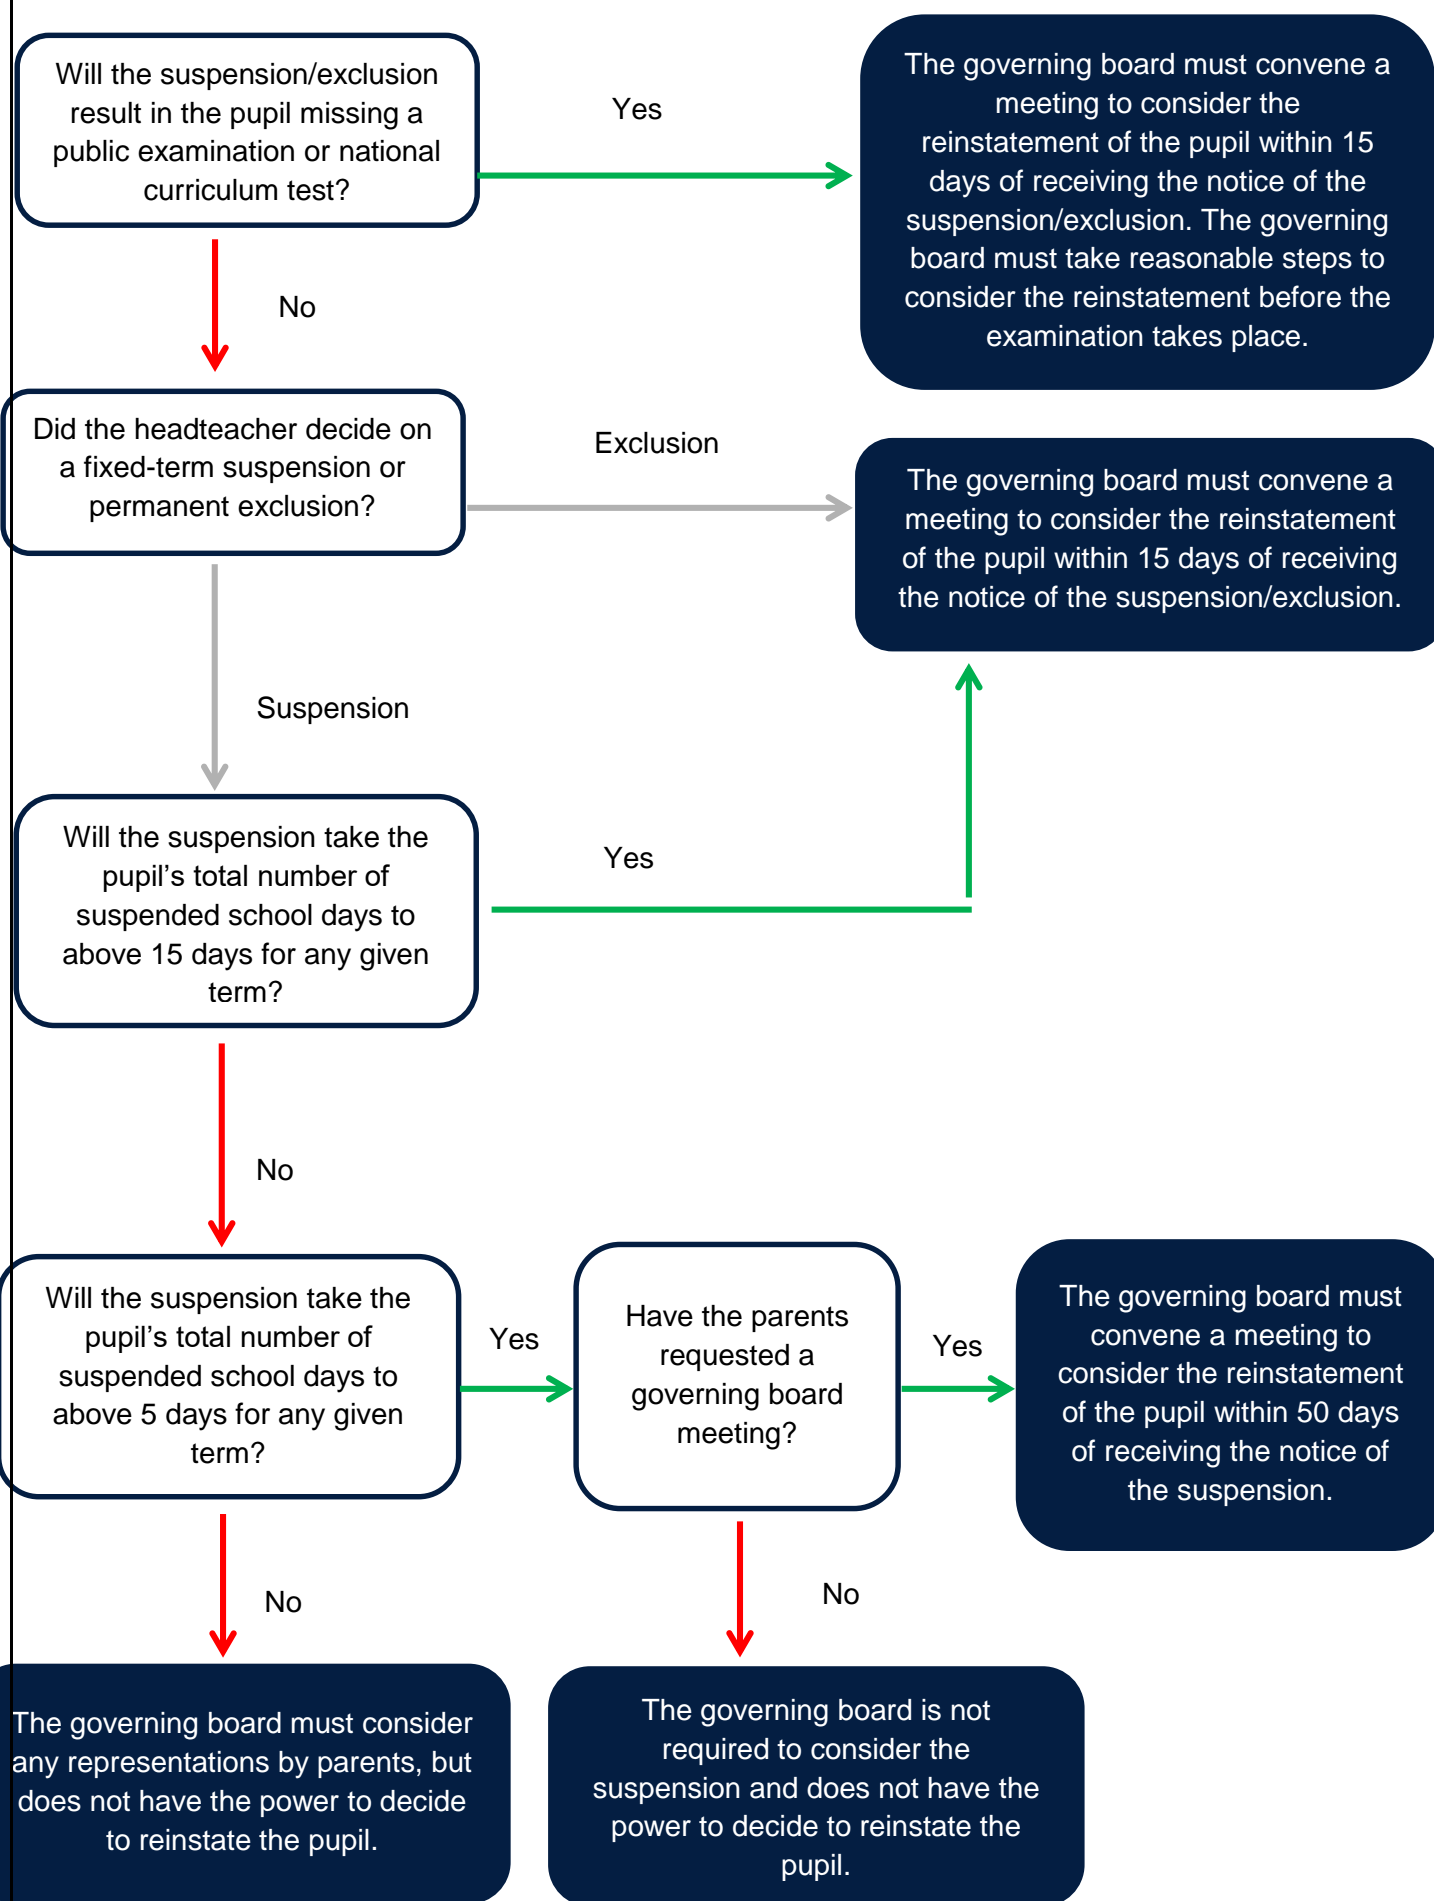 Will the suspension/exclusion
result in the pupil missing a
public examination or national
curriculum test?
Yes
The governing board must convene a
meeting to consider the
reinstatement of the pupil within 15
days of receiving the notice of the
suspension/exclusion. The governing
board must take reasonable steps to
consider the reinstatement before the
examination takes place.
No
Did the headteacher decide on
a fixed-term suspension or
permanent exclusion?
Exclusion
The governing board must convene a
meeting to consider the reinstatement
of the pupil within 15 days of receiving
the notice of the suspension/exclusion.
Suspension
Will the suspension take the
pupil’s total number of
suspended school days to
above 15 days for any given
term?
Yes
No
Will the suspension take the
pupil’s total number of
suspended school days to
above 5 days for any given
term?
Yes
Have the parents
requested a
governing board
meeting?
Yes
The governing board must
convene a meeting to
consider the reinstatement
of the pupil within 50 days
of receiving the notice of
the suspension.
No
No
The governing board must consider
any representations by parents, but
does not have the power to decide
to reinstate the pupil.
The governing board is not
required to consider the
suspension and does not have the
power to decide to reinstate the
pupil.